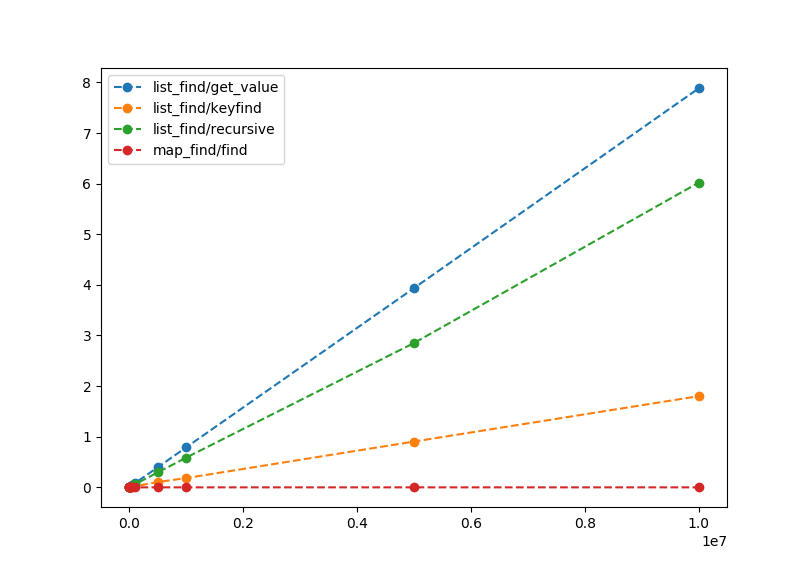 8
7
6
5
4
3
2
1
0
list_find/get_value
list_find/keyfind
list_find/recursive
map_find/find
0.0 0.2 0.4 0.6 0.8 1.0
1e7